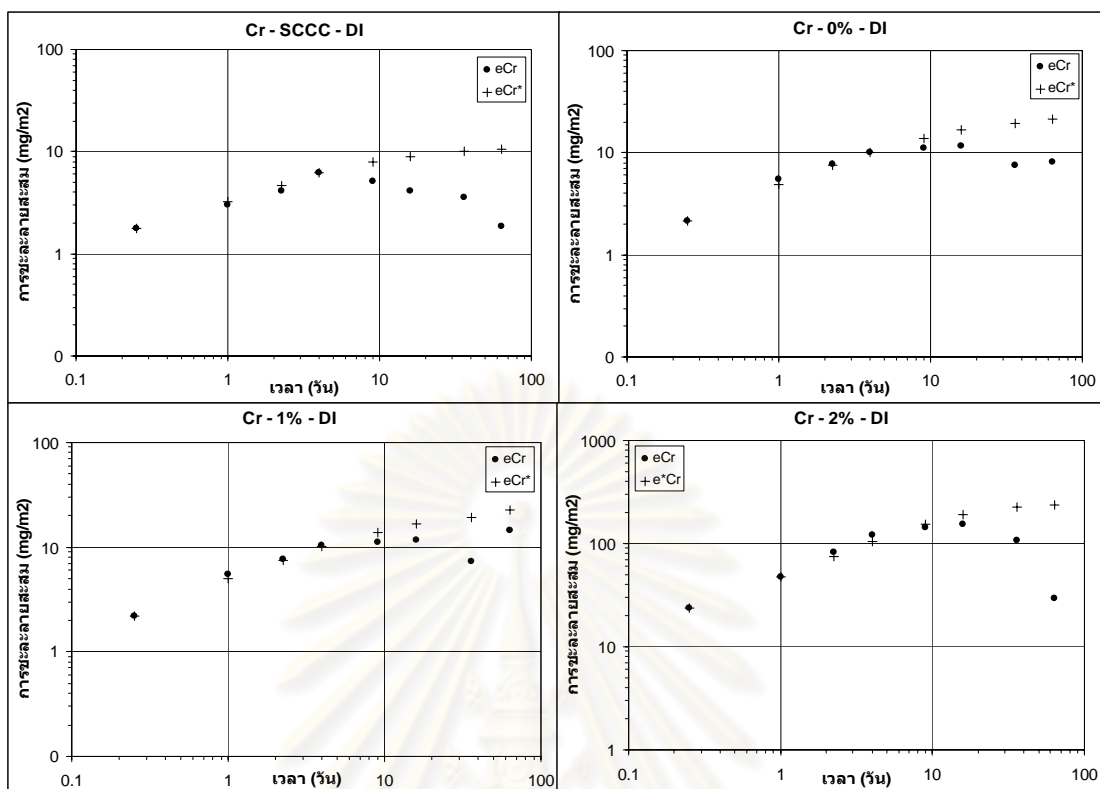 Cr - SCCC - DI
100
10
1
0
0.1
1
10
100
การชะละลายสะสม (mg/m2)
เวลา (วัน)
eCr
eCr*
Cr - 0% - DI
100
10
1
0
0.1
1
10
100
การชะละลายสะสม (mg/m2)
เวลา (วัน)
eCr
eCr*
Cr - 1% - DI
100
10
1
0
0.1
1
10
100
การชะละลายสะสม (mg/m2)
เวลา (วัน)
eCr
eCr*
Cr - 2% - DI
1000
100
10
1
0.1
1
10
100
การชะละลายสะสม (mg/m2)
เวลา (วัน)
eCr
e*Cr